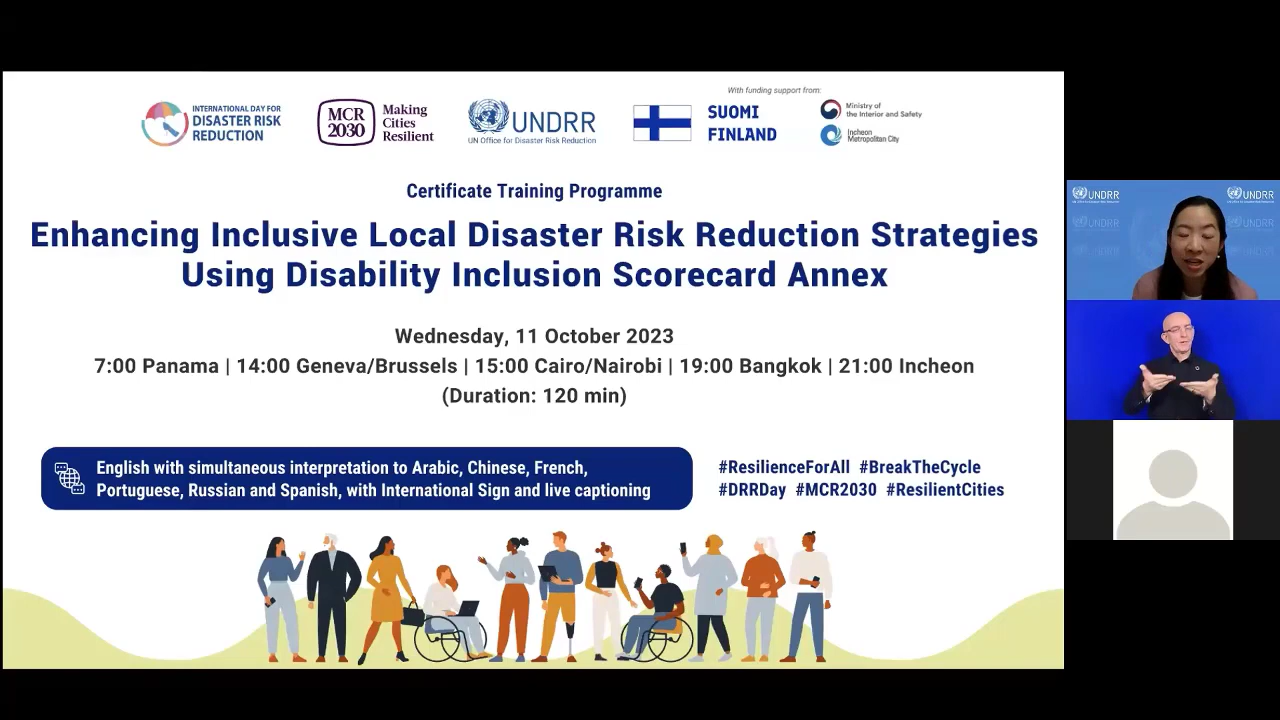 With funding support from:
INTERNATIONAL DAY FOR
DISASTER RISK
REDUCTION
MCR
2030
Making
Cities
Resilient
UNDRR
UN Office for Disaster Risk Reduction
SUOMI
FINLAND
Ministry of
the Interior and Safety
Incheon
Metropolitan City
Certificate Training Programme
Enhancing Inclusive Local Disaster Risk Reduction Strategies
Using Disability Inclusion Scorecard Annex
Wednesday, 11 October 2023
7:00 Panama | 14:00 Geneva/Brussels | 15:00 Cairo/Nairobi | 19:00 Bangkok | 21:00 Incheon
(Duration: 120 min)
English with simultaneous interpretation to Arabic, Chinese, French,
Portuguese, Russian and Spanish, with International Sign and live captioning
#ResilienceForAll #BreakTheCycle
#DRRDay #MCR2030 #ResilientCities
UNDRR
UNDRR
UNDRR
UNDRR